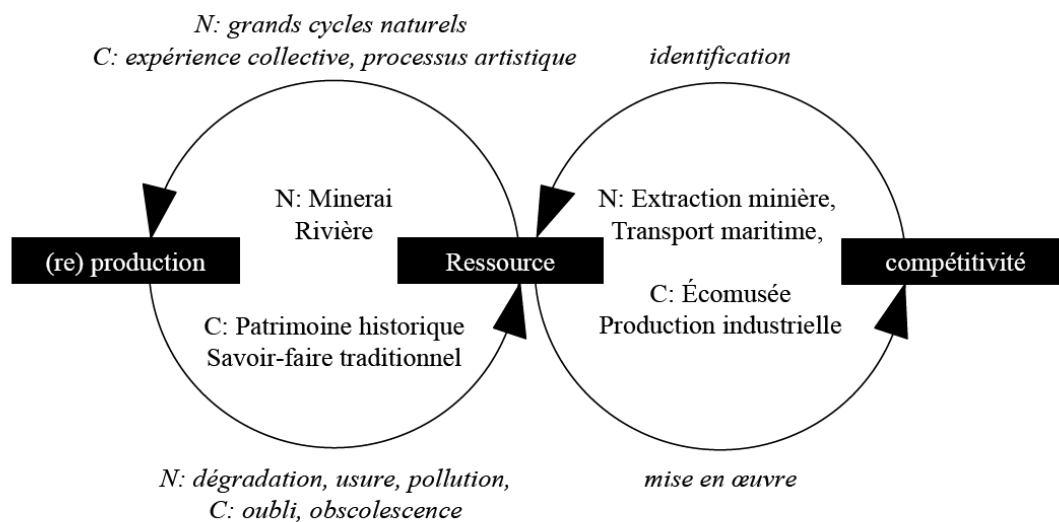 N: grands cycles naturels
C: expérience collective, processus artistique
identification
N: Minerai
Rivière
N: Extraction minière,
Transport maritime,
(re) production
Ressource
compétitivité
C: Patrimoine historique
Savoir-faire traditionnel
C: Écomusée
Production industrielle
N: dégradation, usure, pollution,
C: oubli, obscolescence
mise en œuvre